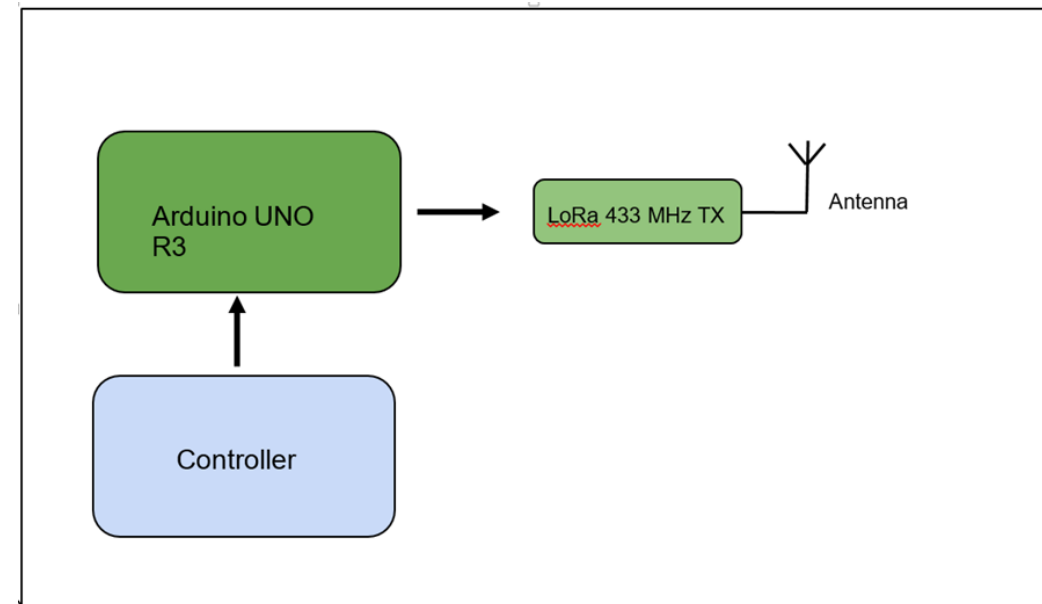 Arduino UNO
R3
LoRa 433 MHz TX
Antenna
Controller